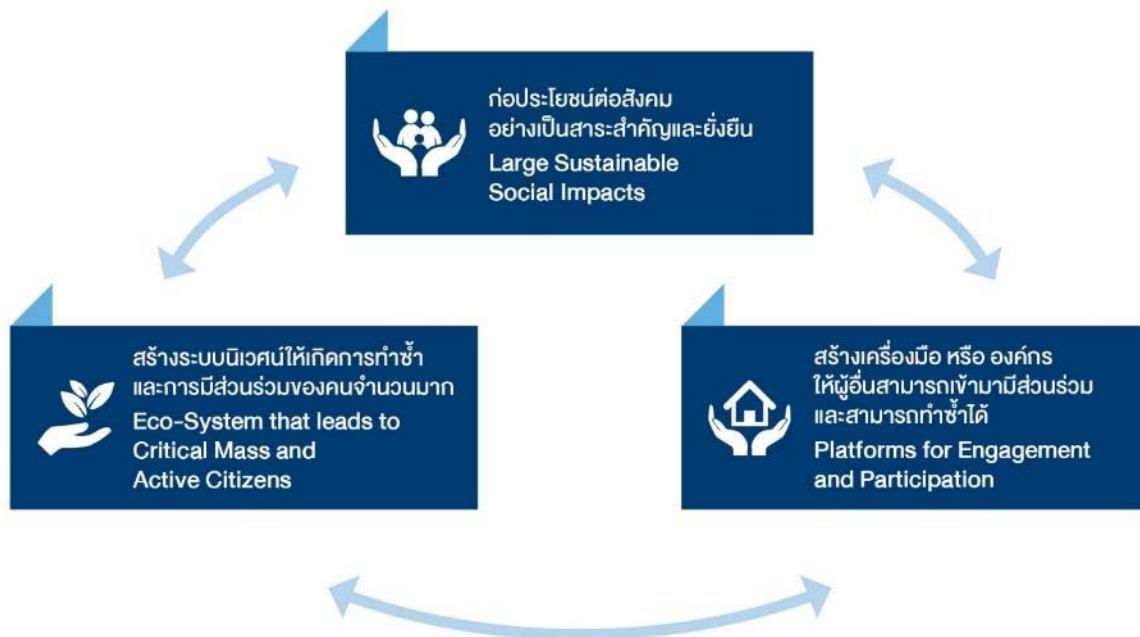 ก่อประโยชน์ต่อสังคม
อย่างเป็นสาระสำคัญและยั่งยืน
Large Sustainable
Social Impacts
สร้างระบบนิเวศน์ให้เกิดการทำซ้ำ
และการมีส่วนร่วมของคนจำนวนมาก
Eco-System that leads to
Critical Mass and
Active Citizens
สร้างเครื่องมือ หรือ องค์กร
ให้ผู้อื่นสามารถเข้ามามีส่วนร่วม
และสามารถทำซ้ำได้
Platforms for Engagement
and Participation